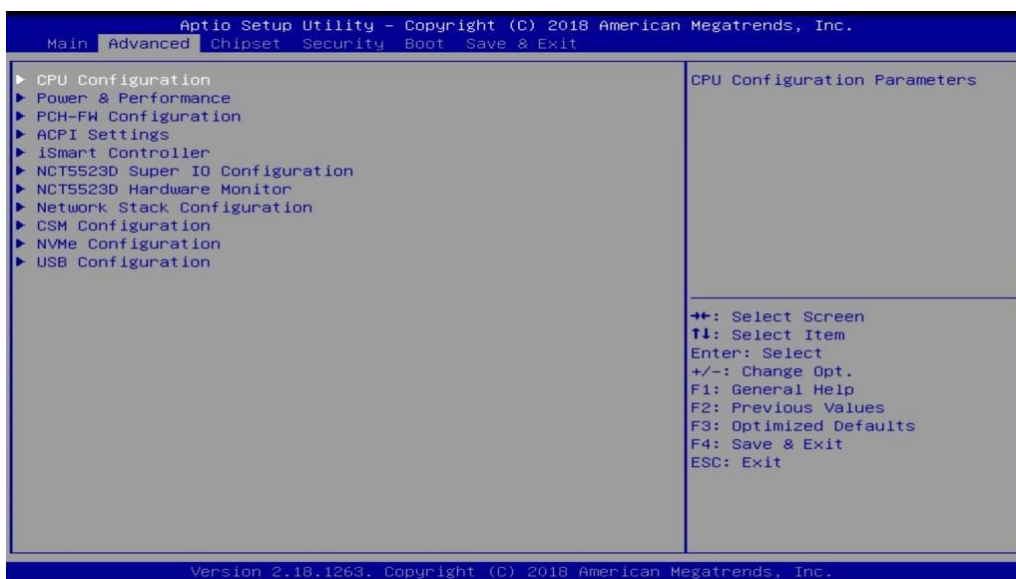 Aptio Setup Utility – Copyright (C) 2018 American Megatrends, Inc.
Main Advanced Chipset Security Boot Save & Exit
► CPU Configuration
► Power & Performance
► PCH-FW Configuration
► ACPI Settings
► iSmart Controller
► NCT5523D Super IO Configuration
► NCT5523D Hardware Monitor
► Network Stack Configuration
► CSM Configuration
► NVMe Configuration
► USB Configuration
CPU Configuration Parameters
→←: Select Screen
↑↓: Select Item
Enter: Select
+/-: Change Opt.
F1: General Help
F2: Previous Values
F3: Optimized Defaults
F4: Save & Exit
ESC: Exit
Version 2.18.1263. Copyright (C) 2018 American Megatrends, Inc.